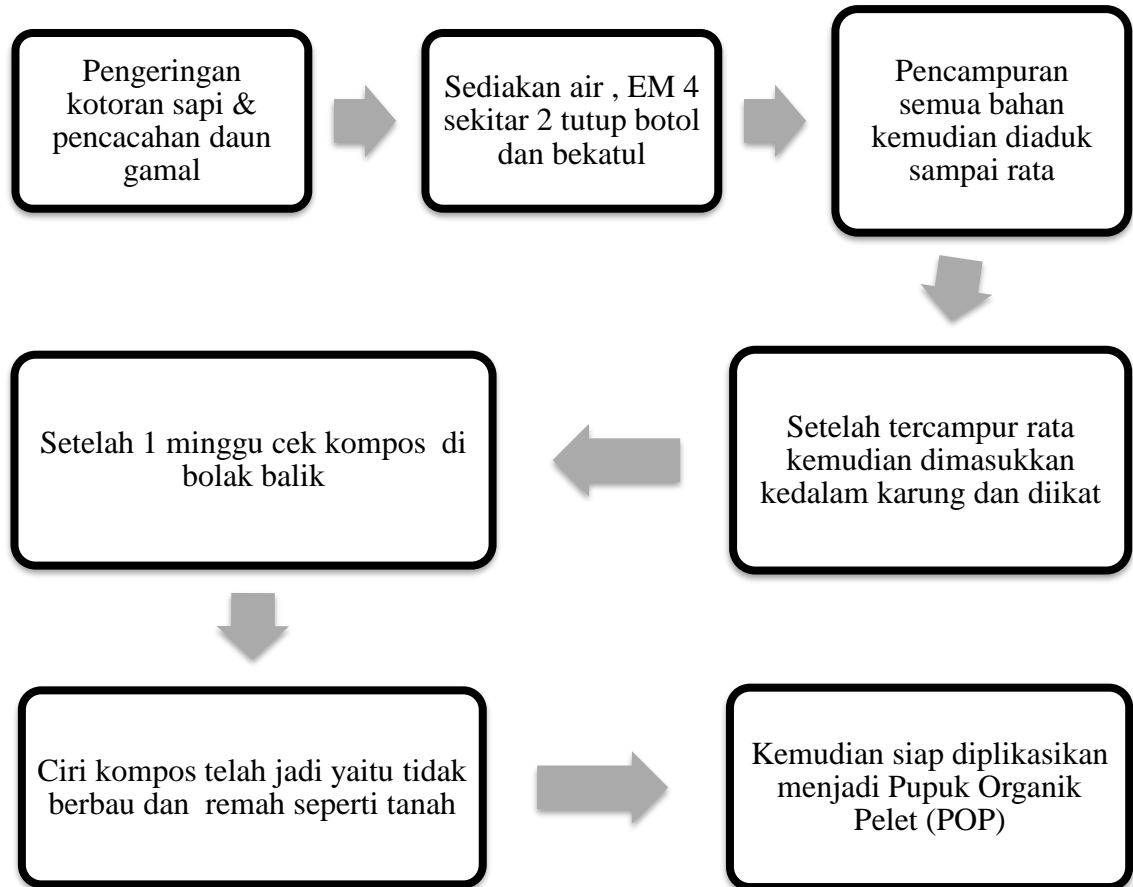 Pengeringan
kotoran sapi &
pencacahan daun
gamal
Sediakan air , EM 4
sekitar 2 tutup botol
dan bekatul
Pencampuran
semua bahan
kemudian diaduk
sampai rata
Setelah tercampur rata
kemudian dimasukkan
kedalam karung dan diikat
Setelah 1 minggu cek kompos  di
bolak balik
Ciri kompos telah jadi yaitu tidak
berbau dan  remah seperti tanah
Kemudian siap diplikasikan
menjadi Pupuk Organik
Pelet (POP)